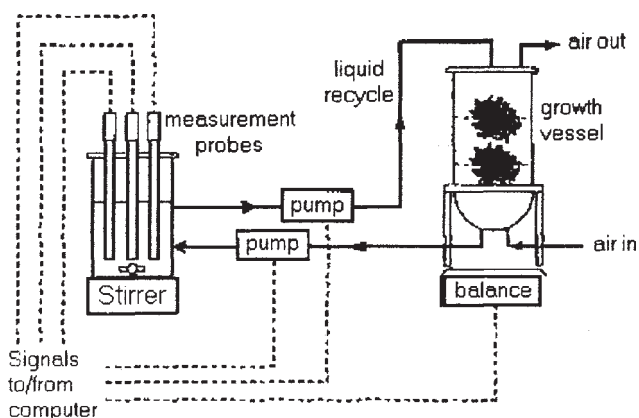 air out
liquid
recycle
measurement
probes
growth
vessel
pump
pump
air in
Stirrer
balance
Signals
to/from
computer